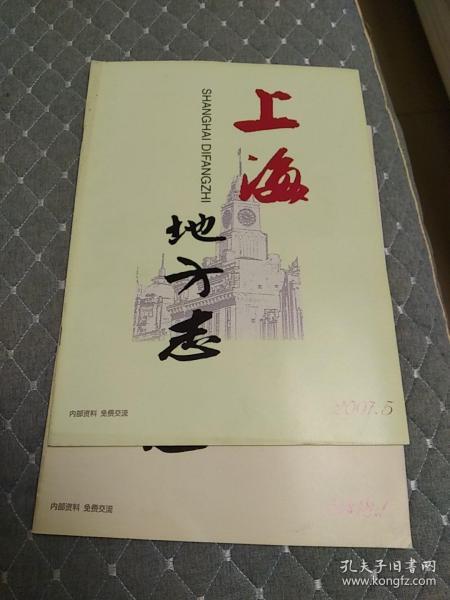 上海
SHANGHAI DIFANGZHI
地方志
内部资料 免费交流
2007.5
内部资料 免费交流
孔夫子旧书网
www.kongfz.com